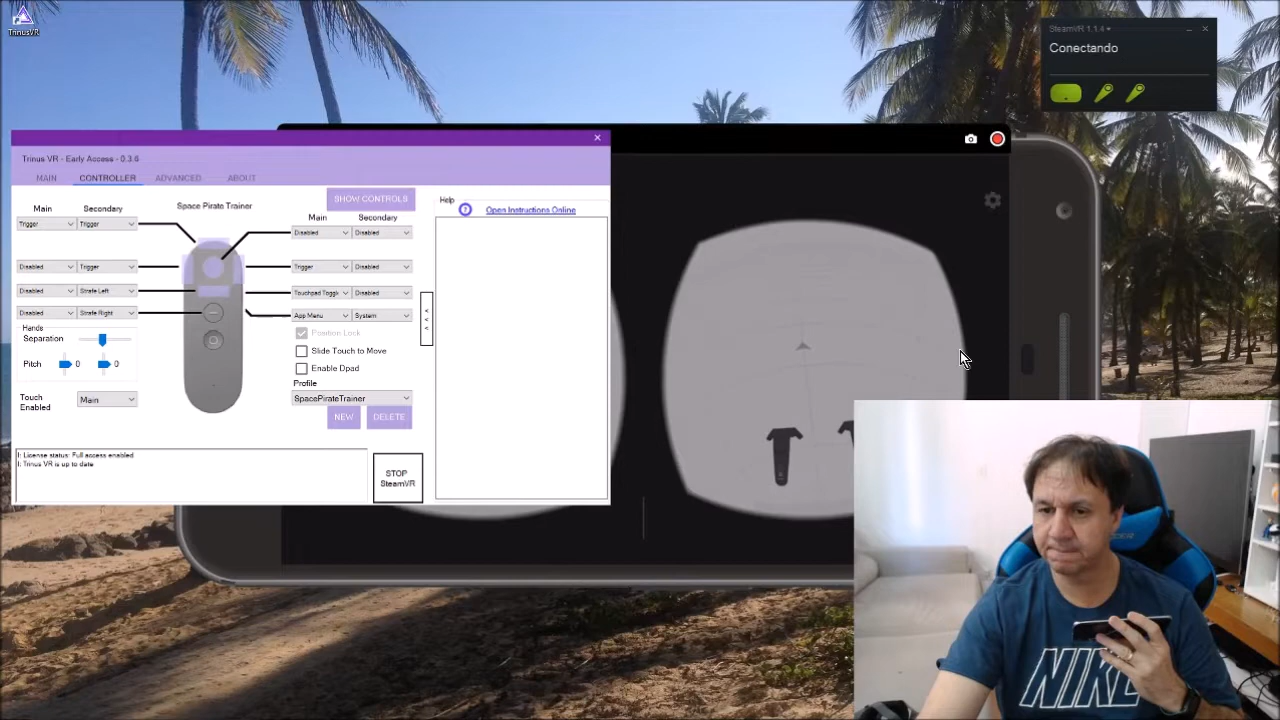 TrinusVR
SteamVR 1.1.4
Conectando
Trinus VR - Early Access - 0.3.6
MAIN
CONTROLLER
ADVANCED
ABOUT
SHOW CONTROLS
Main
Secondary
Space Pirate Trainer
Main
Secondary
Help
Open Instructions Online
Trigger
Trigger
Disabled
Disabled
Disabled
Trigger
Trigger
Disabled
Disabled
Strafe Left
Touchpad Toggl
Disabled
Disabled
Strafe Right
App Menu
System
Hands
Separation
Pitch
0
0
Position Lock
Slide Touch to Move
Enable Dpad
Profile
SpacePirateTrainer
Touch
Enabled
Main
NEW
DELETE
<
<
<
I: License status: Full access enabled.
I: Trinus VR is up to date
STOP
SteamVR
NIKE